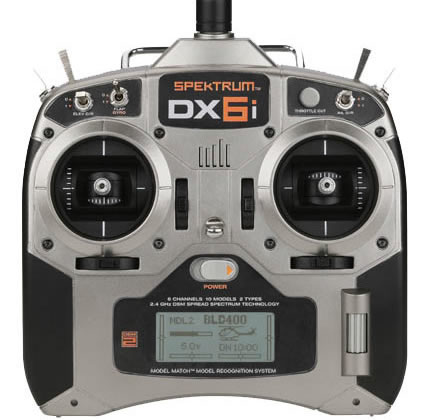 SPEKTRUM™
DX6i
ELEV D/R
FLAP
GYRO
THROTTLE CUT
AIL D/R
POWER
6 CHANNELS 10 MODELS 2 TYPES
2.4 GHz DSM SPREAD SPECTRUM TECHNOLOGY
MDL2 BLD400
6.0v
DN 10:00
MODEL MATCH™ MODEL RECOGNITION SYSTEM